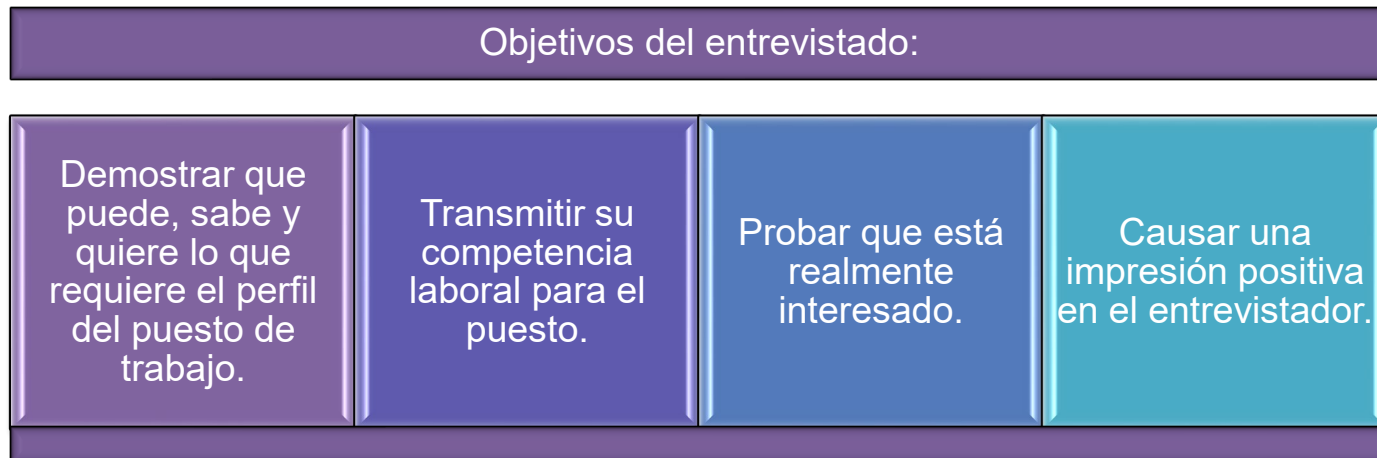 Objetivos del entrevistado:
Demostrar que
puede, sabe y
quiere lo que
requiere el perfil
del puesto de
trabajo.
Transmitir su
competencia
laboral para el
puesto.
Probar que está
realmente
interesado.
Causar una
impresión positiva
en el entrevistador.